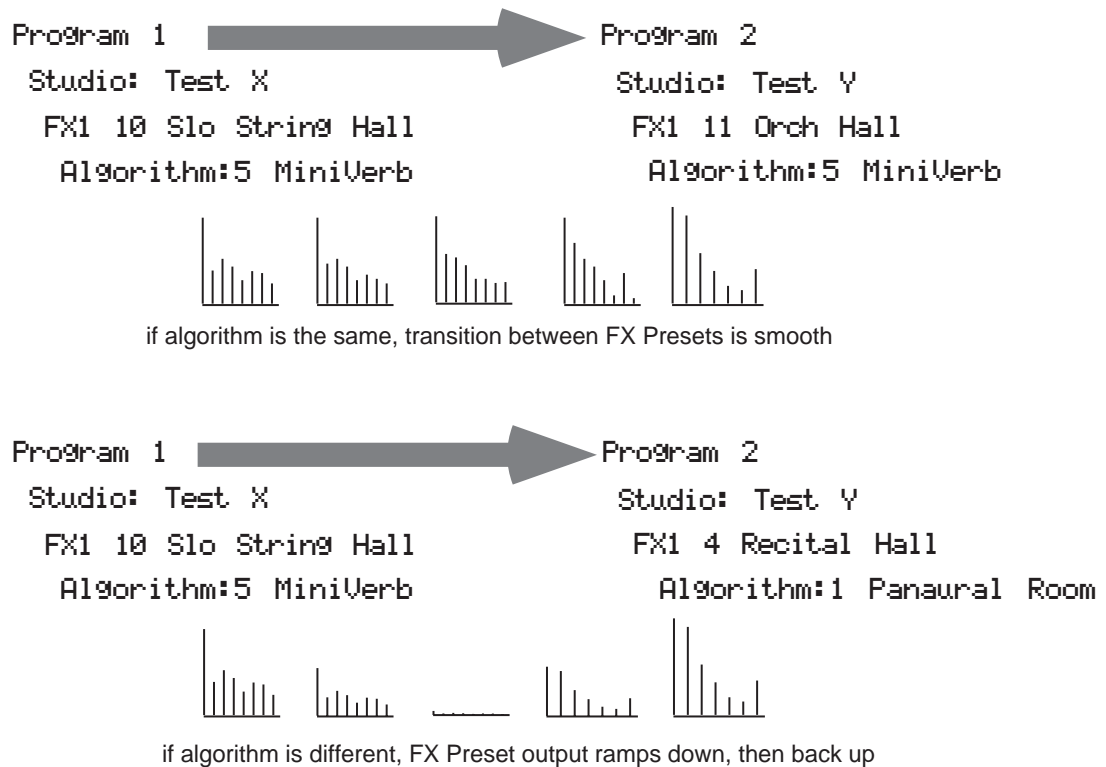 Program 1
Program 2
Studio: Test X
Studio: Test Y
FX1 10 Slo String Hall
FX1 11 Orch Hall
Algorithm:5 MiniVerb
Algorithm:5 MiniVerb
if algorithm is the same, transition between FX Presets is smooth
Program 1
Program 2
Studio: Test X
Studio: Test Y
FX1 10 Slo String Hall
FX1 4 Recital Hall
Algorithm:5 MiniVerb
Algorithm:1 Panaural Room
if algorithm is different, FX Preset output ramps down, then back up